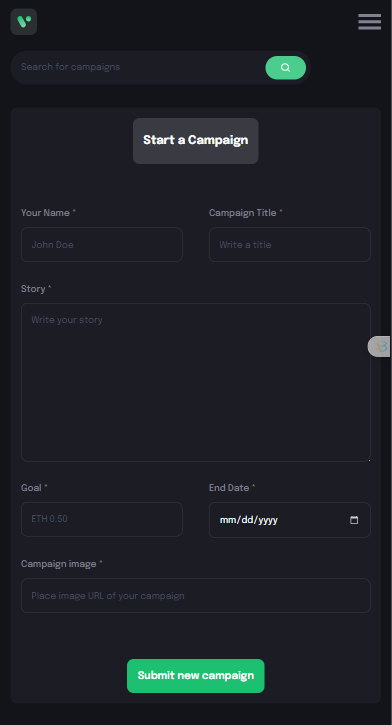 Search for campaigns
Start a Campaign
Your Name *
Campaign Title *
John Doe
Write a title
Story *
Write your story
Goal *
End Date *
ETH 0.50
mm/dd/yyyy
Campaign image *
Place image URL of your campaign
Submit new campaign